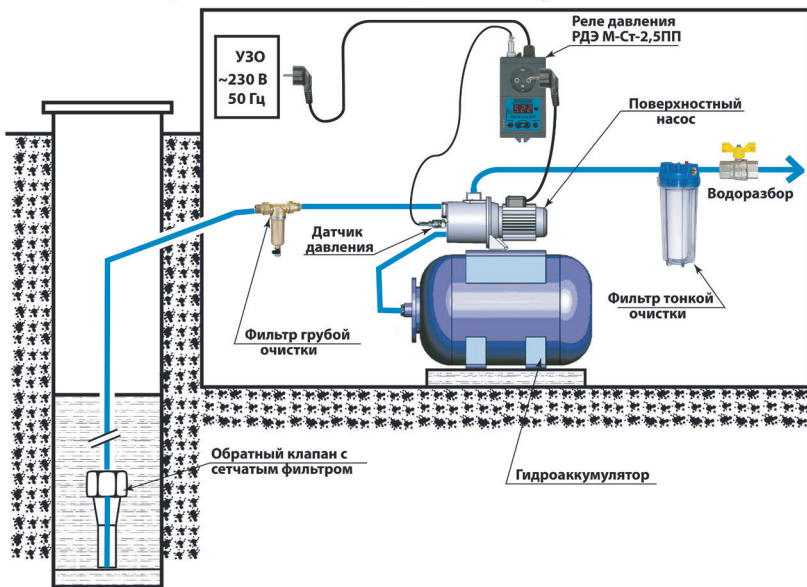 Реле давления
РДЭ М-Ст-2,5ПП
УЗО
~230 В
50 Гц
Поверхностный
насос
Водоразбор
Датчик
давления
Фильтр тонкой
очистки
Фильтр грубой
очистки
Обратный клапан с
сетчатым фильтром
Гидроаккумулятор